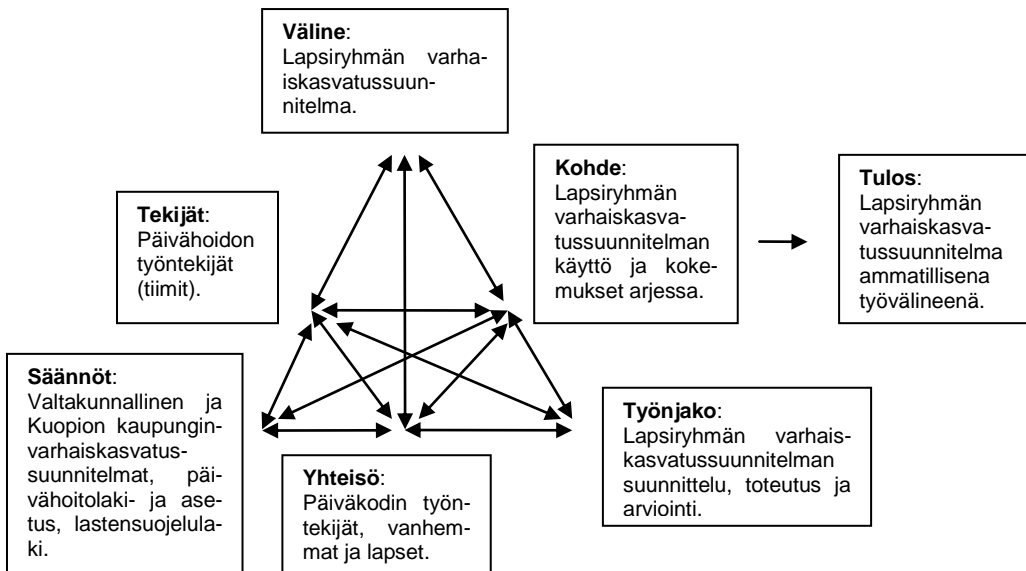 Väline:
Lapsiryhmän varha-
iskasvatussuun-
nitelma.
Tekijät:
Päivähoidon
työntekijät
(tiimit).
Kohde:
Lapsiryhmän
varhaiskasva-
tussuunnitelman
käyttö ja koke-
mukset arjessa.
Tulos:
Lapsiryhmän
varhaiskasva-
tussuunnitelma
ammatillisena
työvälineenä.
Säännöt:
Valtakunnallinen ja
Kuopion kaupungin-
varhaiskasvatus-
suunnitelmat, päi-
vähoitolaki- ja ase-
tus, lastensuojelula-
ki.
Yhteisö:
Päiväkodin työn-
tekijät, vanhem-
mat ja lapset.
Työnjako:
Lapsiryhmän varhais-
kasvatussuunnitelman
suunnittelu, toteutus ja
arviointi.